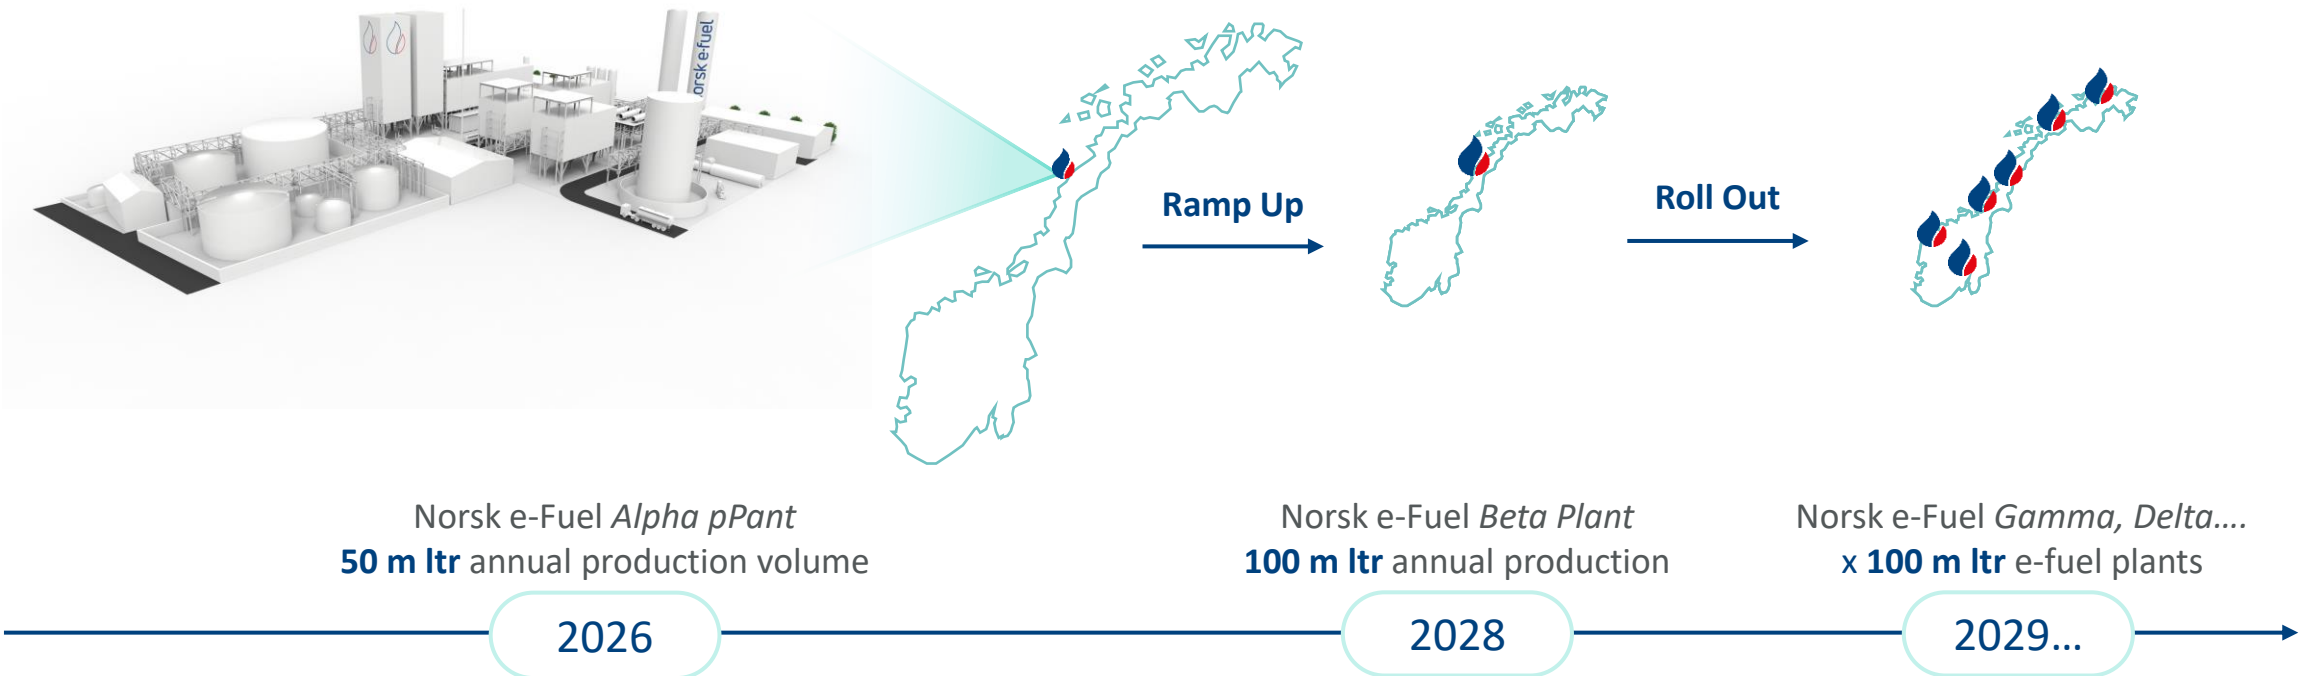 orsk e-fuel
Ramp Up
Roll Out
Norsk e-Fuel Alpha pPant
50 m ltr annual production volume
Norsk e-Fuel Beta Plant
100 m ltr annual production
Norsk e-Fuel Gamma, Delta....
x 100 m ltr e-fuel plants
2026
2028
2029...